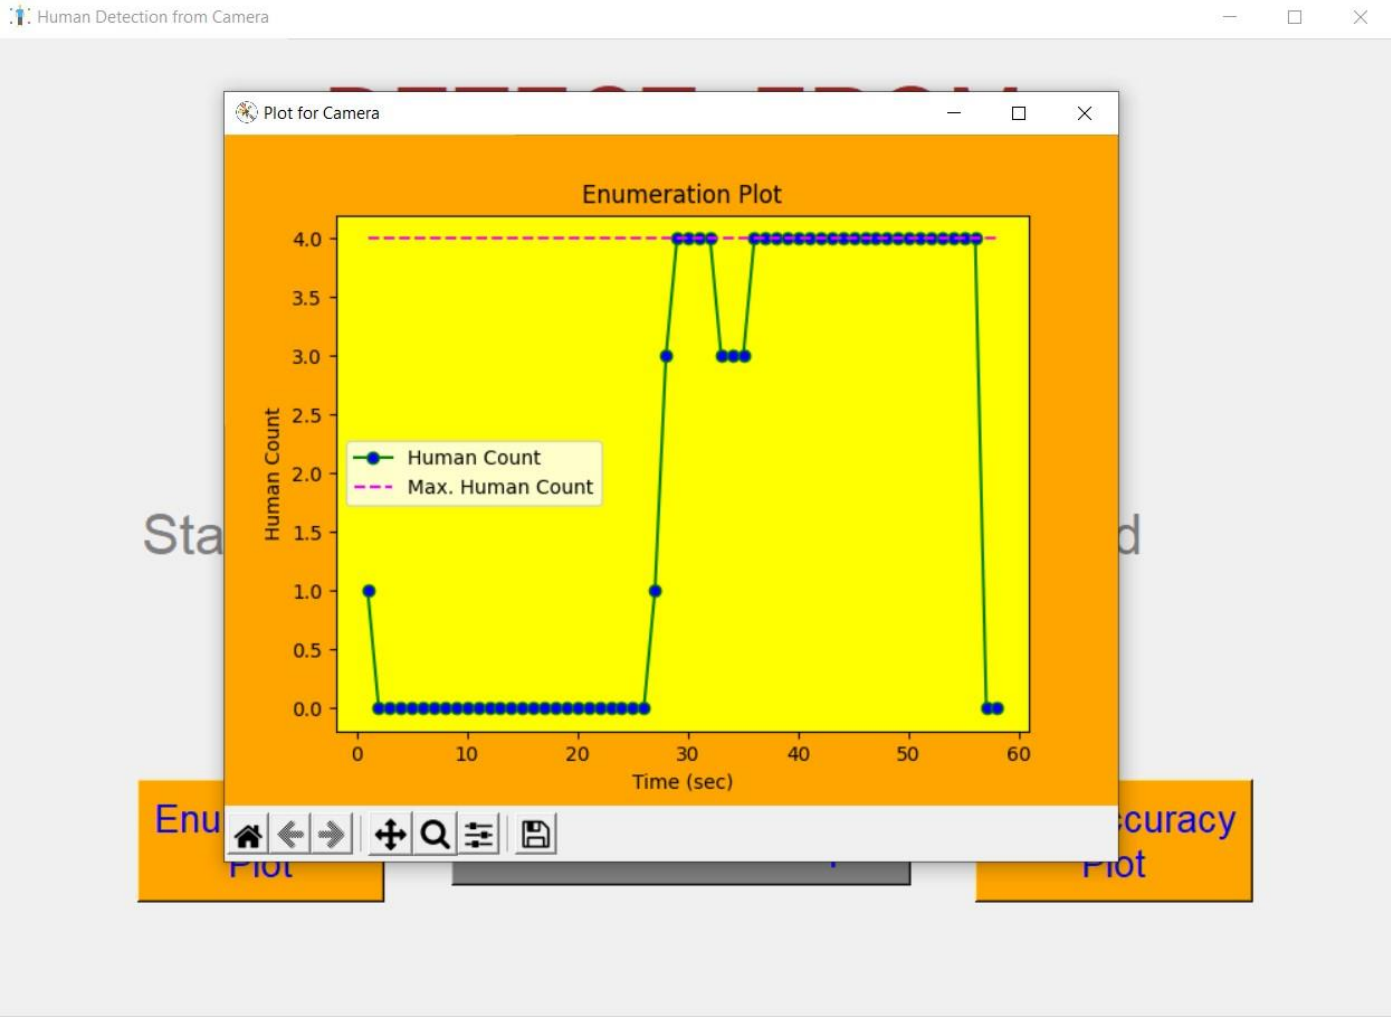 Human Detection from Camera
Plot for Camera
Enumeration Plot
4.0
3.5
3.0
2.5
2.0
1.5
1.0
0.5
0.0
Human Count
Human Count
Max. Human Count
0 10 20 30 40 50 60
Time (sec)
Sta
d
Enu
Plot
ccuracy
Plot